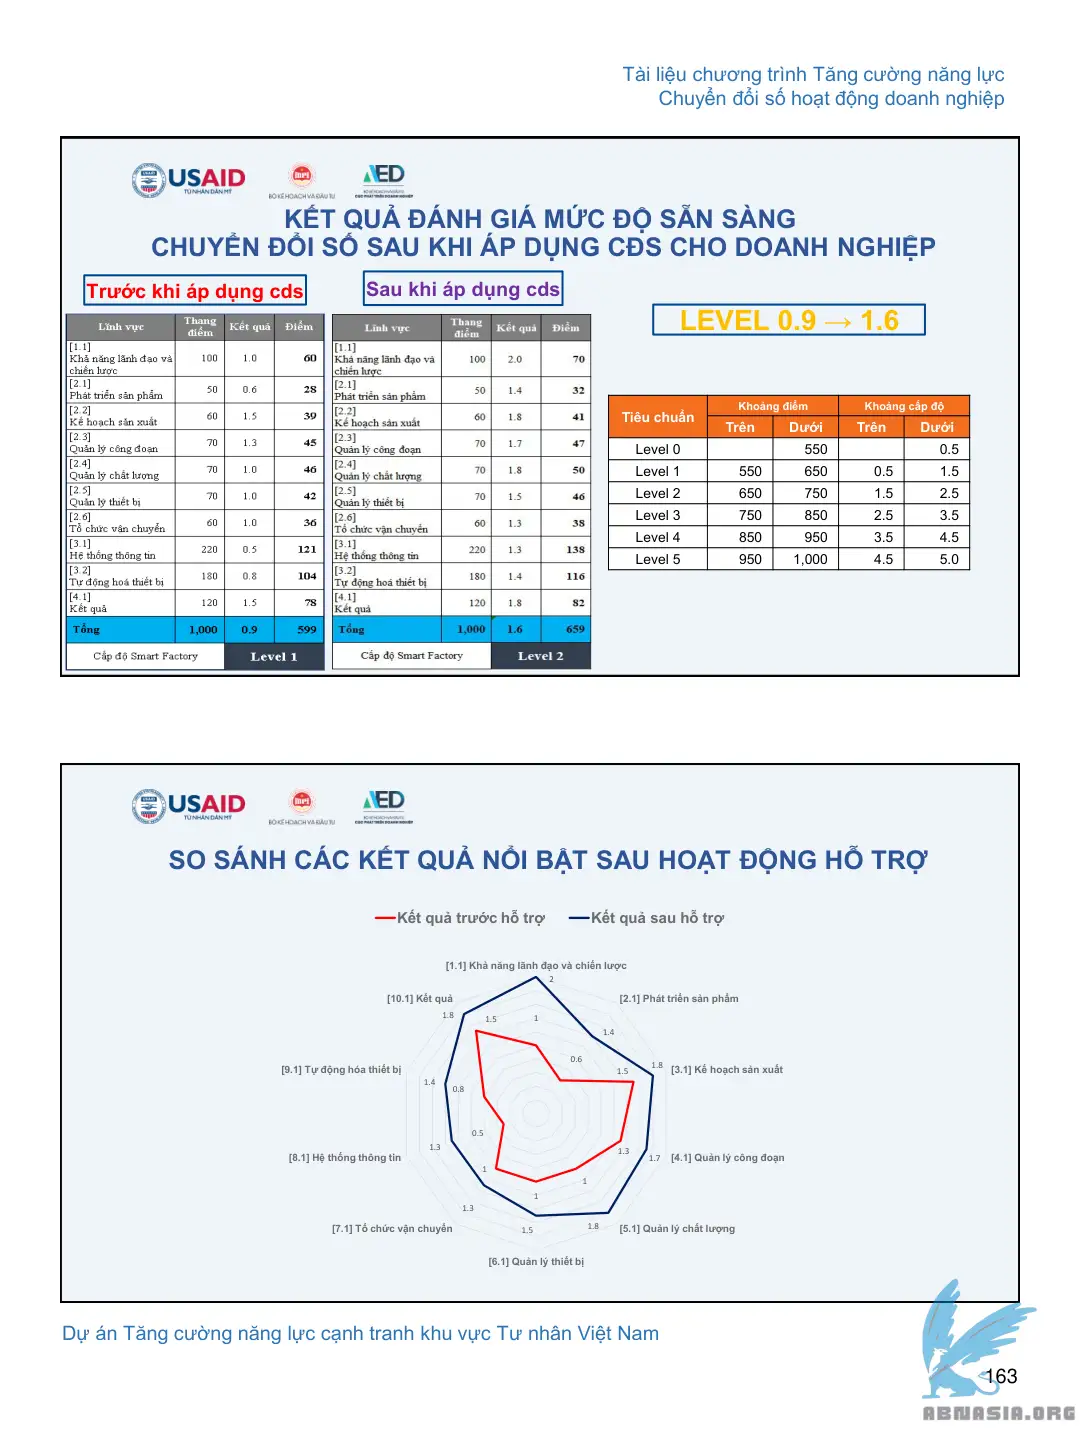 Tài liệu chương trình Tăng cường năng lực
Chuyển đổi số hoạt động doanh nghiệp
USAID
TỪ NHÂN DÂN MỸ
BỘ KẾ HOẠCH VÀ ĐẦU TƯ
AED
CỤC PHÁT TRIỂN DOANH NGHIỆP
KẾT QUẢ ĐÁNH GIÁ MỨC ĐỘ SẴN SÀNG
CHUYỂN ĐỔI SỐ SAU KHI ÁP DỤNG CĐS CHO DOANH NGHIỆP
Trước khi áp dụng cds
Sau khi áp dụng cds
LEVEL 0.9 → 1.6
Lĩnh vực Thang điểm Kết quả Điểm
[1.1] Khả năng lãnh đạo và chiến lược 100 1.0 60
[2.1] Phát triển sản phẩm 50 0.6 28
[2.2] Kế hoạch sản xuất 60 1.5 39
[2.3] Quản lý công đoạn 70 1.3 45
[2.4] Quản lý chất lượng 70 1.0 46
[2.5] Quản lý thiết bị 70 1.0 42
[2.6] Tổ chức vận chuyển 60 1.0 36
[3.1] Hệ thống thông tin 220 0.5 121
[3.2] Tự động hoá thiết bị 180 0.8 104
[4.1] Kết quả 120 1.5 78
Tổng 1,000 0.9 599
Cấp độ Smart Factory Level 1
Lĩnh vực Thang điểm Kết quả Điểm
[1.1] Khả năng lãnh đạo và chiến lược 100 2.0 70
[2.1] Phát triển sản phẩm 50 1.4 32
[2.2] Kế hoạch sản xuất 60 1.8 41
[2.3] Quản lý công đoạn 70 1.7 47
[2.4] Quản lý chất lượng 70 1.8 50
[2.5] Quản lý thiết bị 70 1.5 46
[2.6] Tổ chức vận chuyển 60 1.3 38
[3.1] Hệ thống thông tin 220 1.3 138
[3.2] Tự động hoá thiết bị 180 1.4 116
[4.1] Kết quả 120 1.8 82
Tổng 1,000 1.6 659
Cấp độ Smart Factory Level 2
Tiêu chuẩn Khoảng điểm Khoảng cấp độ
Trên Dưới Trên Dưới
Level 0 550 0.5
Level 1 550 650 0.5 1.5
Level 2 650 750 1.5 2.5
Level 3 750 850 2.5 3.5
Level 4 850 950 3.5 4.5
Level 5 950 1,000 4.5 5.0
USAID
TỪ NHÂN DÂN MỸ
BỘ KẾ HOẠCH VÀ ĐẦU TƯ
AED
CỤC PHÁT TRIỂN DOANH NGHIỆP
SO SÁNH CÁC KẾT QUẢ NỔI BẬT SAU HOẠT ĐỘNG HỖ TRỢ
Kết quả trước hỗ trợ Kết quả sau hỗ trợ
[1.1] Khả năng lãnh đạo và chiến lược
2
[10.1] Kết quả [2.1] Phát triển sản phẩm
1.8 1.5 1 1.4
0.6
[9.1] Tự động hóa thiết bị 1.5 1.8 [3.1] Kế hoạch sản xuất
1.4 0.8
0.5
1.3 1.3
[8.1] Hệ thống thông tin 1.7 [4.1] Quản lý công đoạn
1 1
1
1.3
[7.1] Tổ chức vận chuyển 1.5 1.8 [5.1] Quản lý chất lượng
[6.1] Quản lý thiết bị
Dự án Tăng cường năng lực cạnh tranh khu vực Tư nhân Việt Nam
163
ABNASIA.ORG